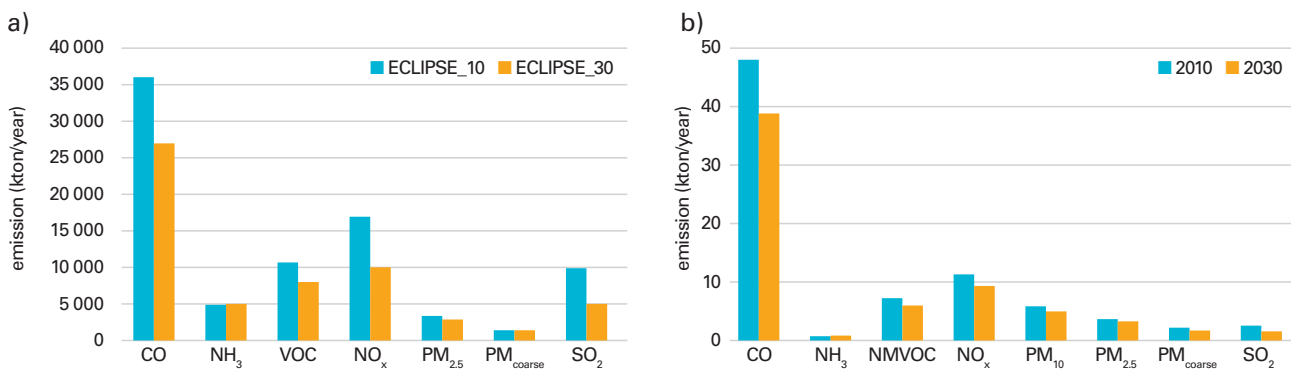 a)
40 000
35 000
30 000
25 000
20 000
15 000
10 000
5 000
0
emission (kton/year)
ECLIPSE_10 ECLIPSE_30
CO NH₃ VOC NOₓ PM₂.₅ PM_coarse SO₂
b)
50
40
30
20
10
0
emission (kton/year)
2010 2030
CO NH₃ NMVOC NOₓ PM₁₀ PM₂.₅ PM_coarse SO₂